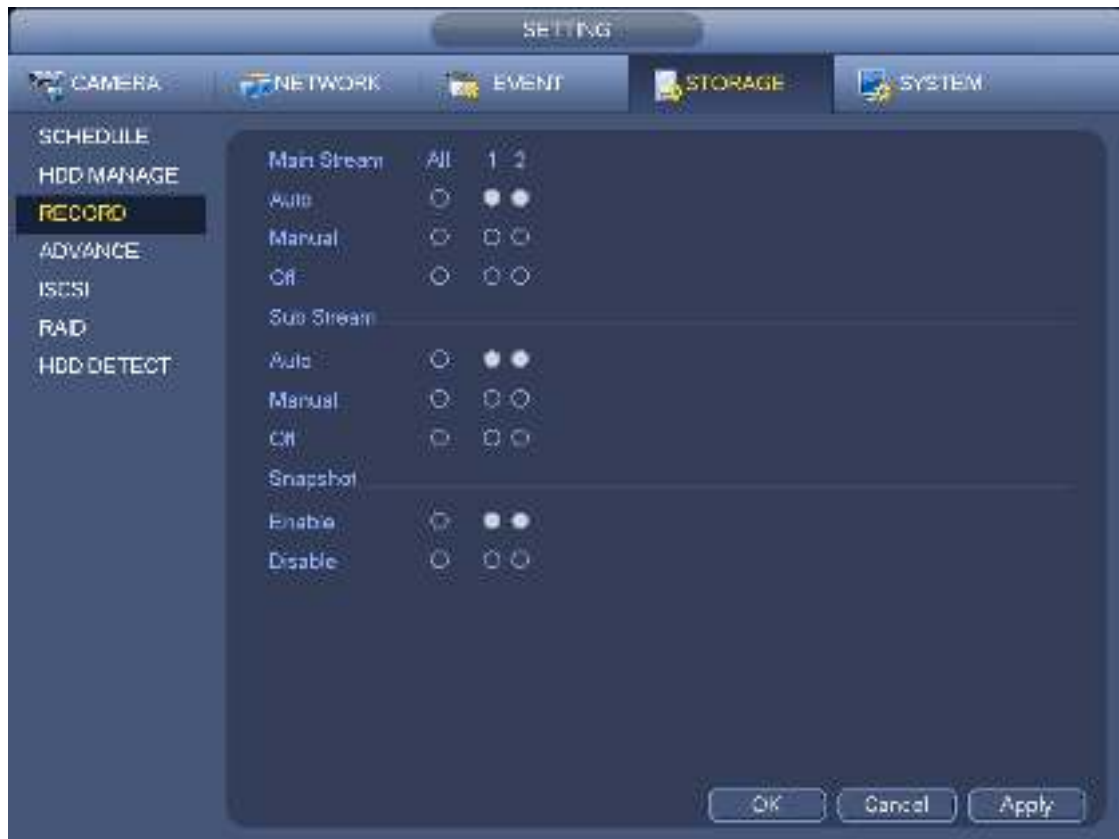 SETTING
CAMERA NETWORK EVENT STORAGE SYSTEM
SCHEDULE
HDD MANAGE
RECORD
ADVANCE
ISCSI
RAID
HDD DETECT
Main Stream All 1 2
Auto
Manual
Off
Sub Stream
Auto
Manual
Off
Snapshot
Enable
Disable
OK Cancel Apply